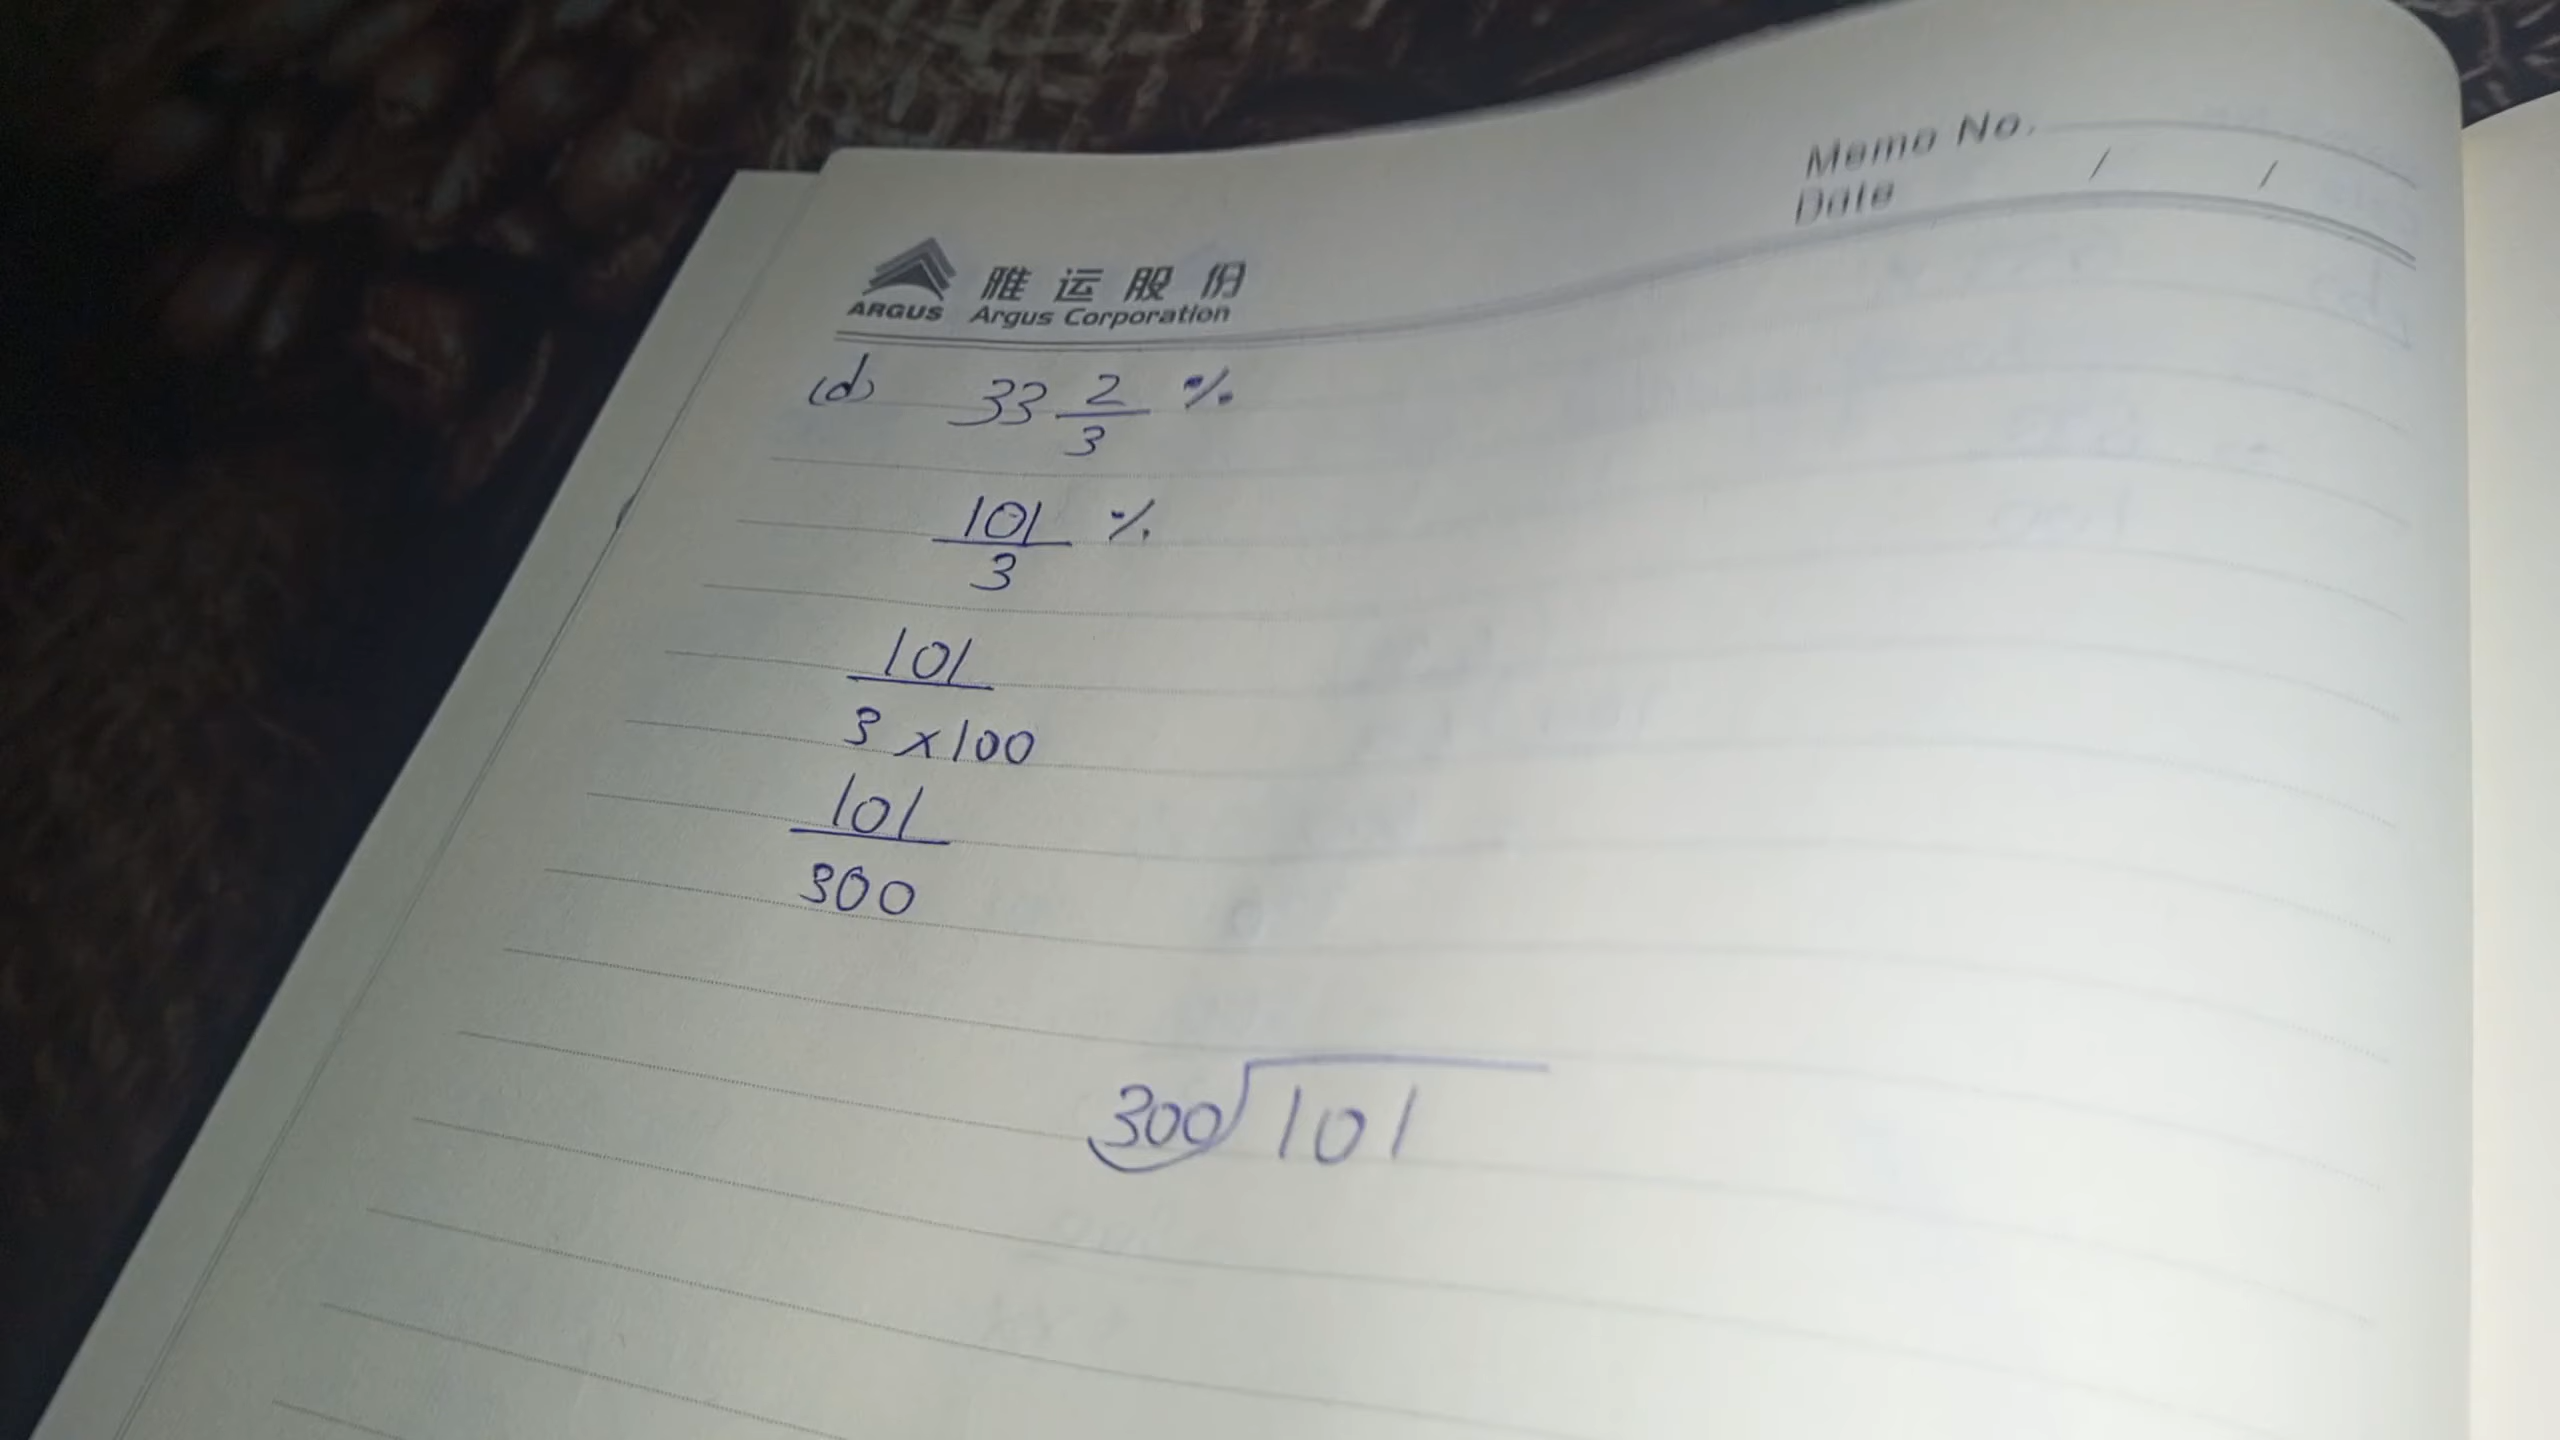 Memo No.
Date / /
雅运股份
ARGUS Argus Corporation
(d) 33 2/3 %
101/3 %
101
3 x 100
101
300
300 101